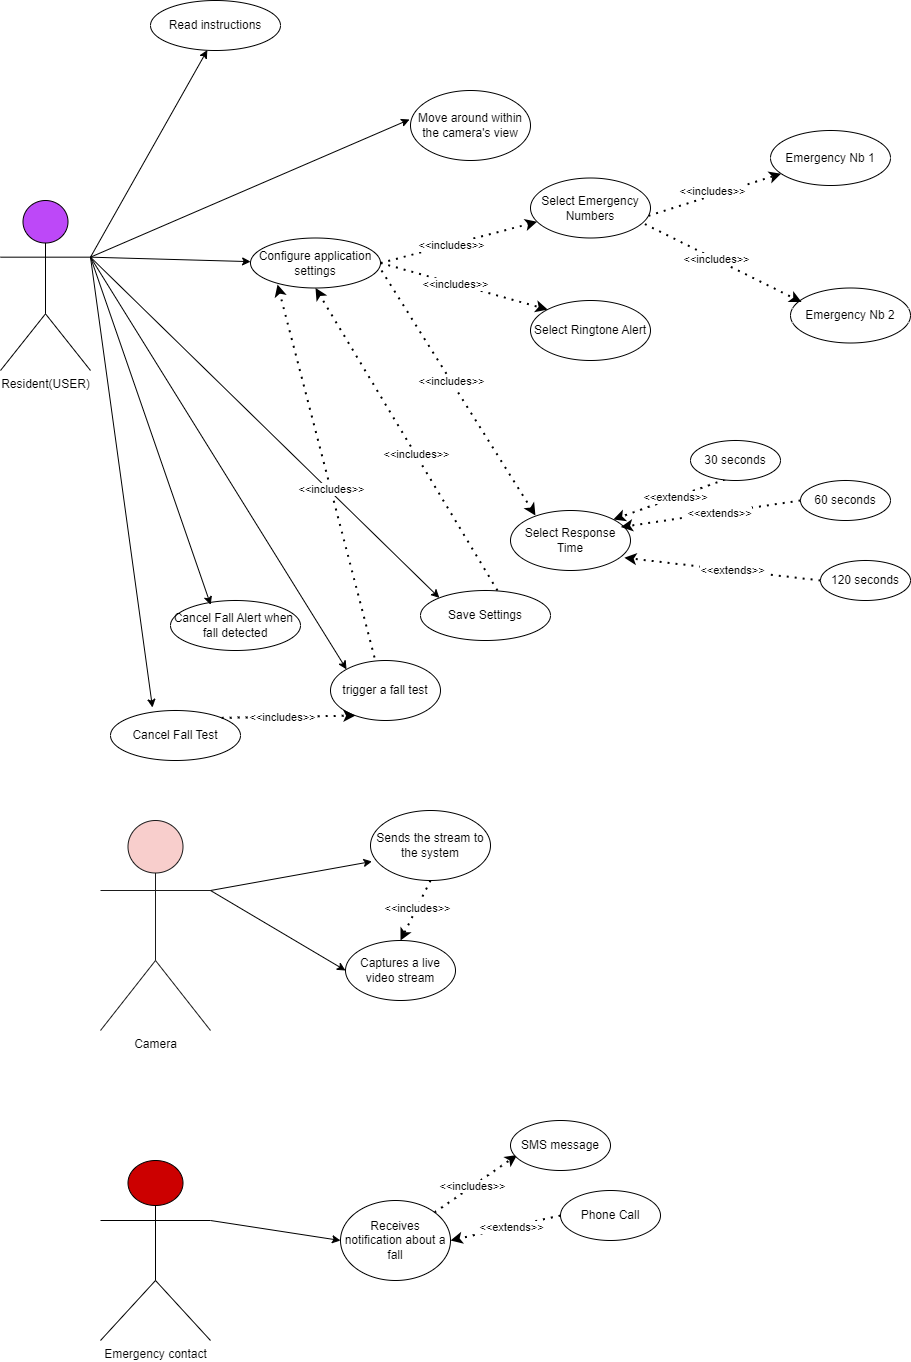 Read instructions
Move around within
the camera's view
Emergency Nb 1
<<includes>>
Select Emergency
Numbers
<<includes>>
Configure application
settings
<<includes>>
<<includes>>
Emergency Nb 2
Select Ringtone Alert
Resident(USER)
<<includes>>
<<includes>>
30 seconds
<<includes>>
<<extends>>
60 seconds
<<extends>>
Select Response
Time
<<extends>>
120 seconds
Save Settings
Cancel Fall Alert when
fall detected
trigger a fall test
<<includes>>
Cancel Fall Test
Sends the stream to
the system
<<includes>>
Captures a live
video stream
Camera
SMS message
<<includes>>
Phone Call
<<extends>>
Receives
notification about a
fall
Emergency contact